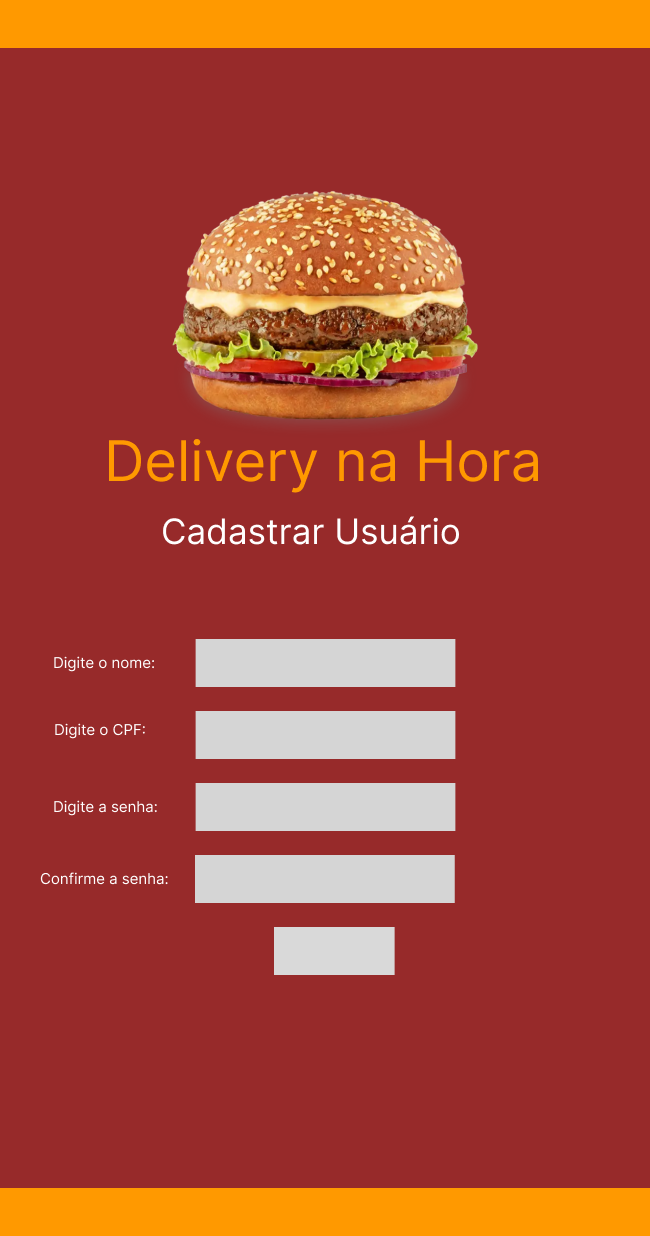 Delivery na Hora
Cadastrar Usuário
Digite o nome:
Digite o CPF:
Digite a senha:
Confirme a senha: